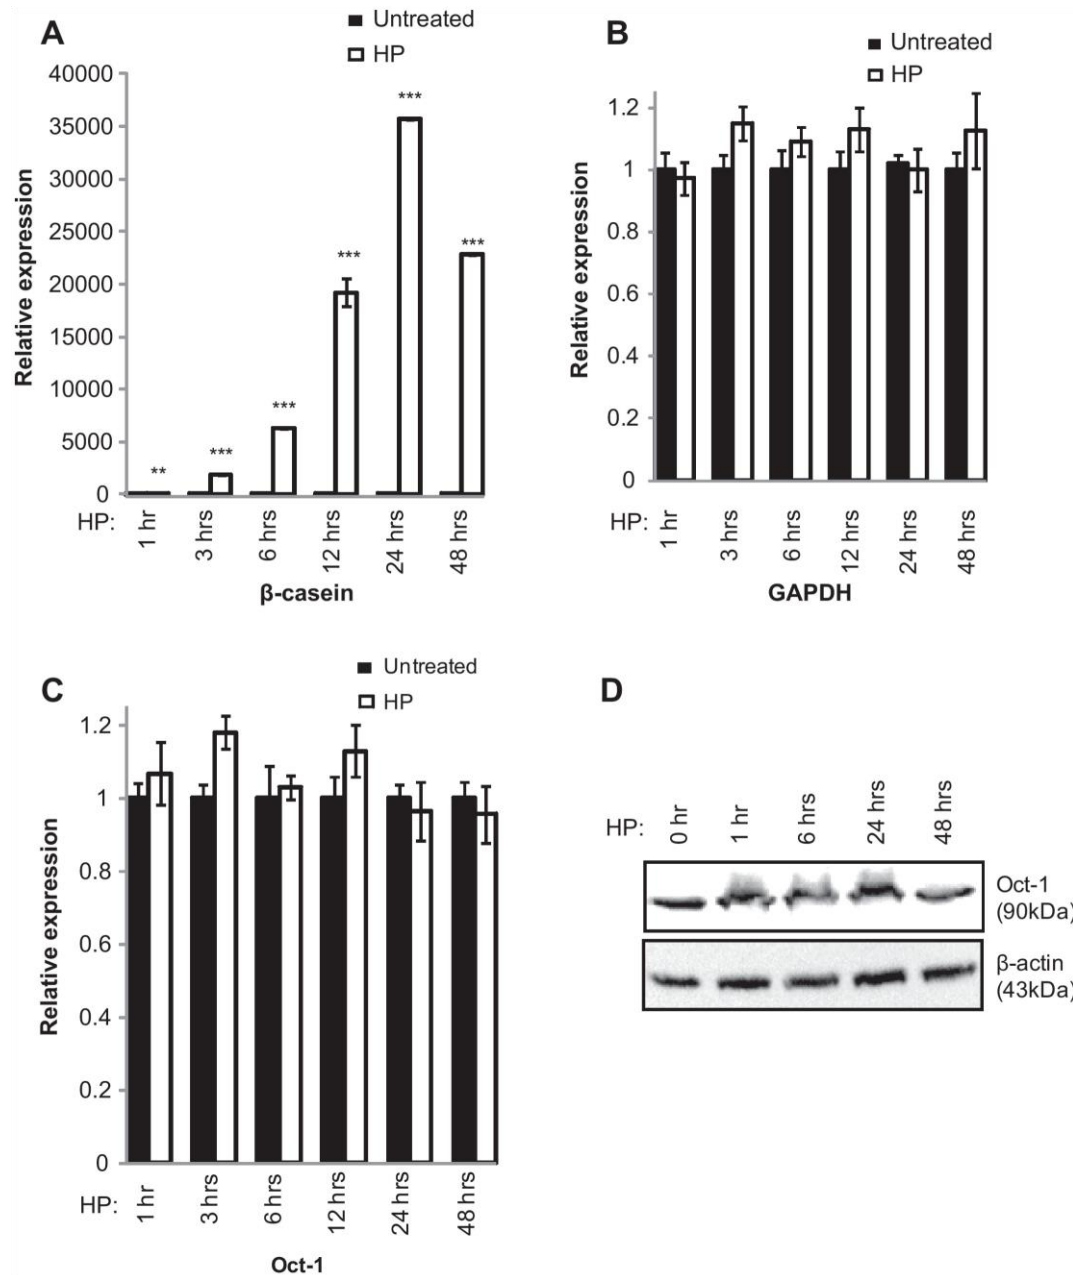 A
Untreated
HP
40000
35000
30000
25000
20000
15000
10000
5000
0
Relative expression
**
***
***
***
***
***
HP:
1 hr
3 hrs
6 hrs
12 hrs
24 hrs
48 hrs
β-casein
B
Untreated
HP
1.2
1
0.8
0.6
0.4
0.2
0
Relative expression
HP:
1 hr
3 hrs
6 hrs
12 hrs
24 hrs
48 hrs
GAPDH
C
Untreated
HP
1.2
1
0.8
0.6
0.4
0.2
0
Relative expression
HP:
1 hr
3 hrs
6 hrs
12 hrs
24 hrs
48 hrs
Oct-1
D
HP:
0 hr
1 hr
6 hrs
24 hrs
48 hrs
Oct-1
(90kDa)
β-actin
(43kDa)